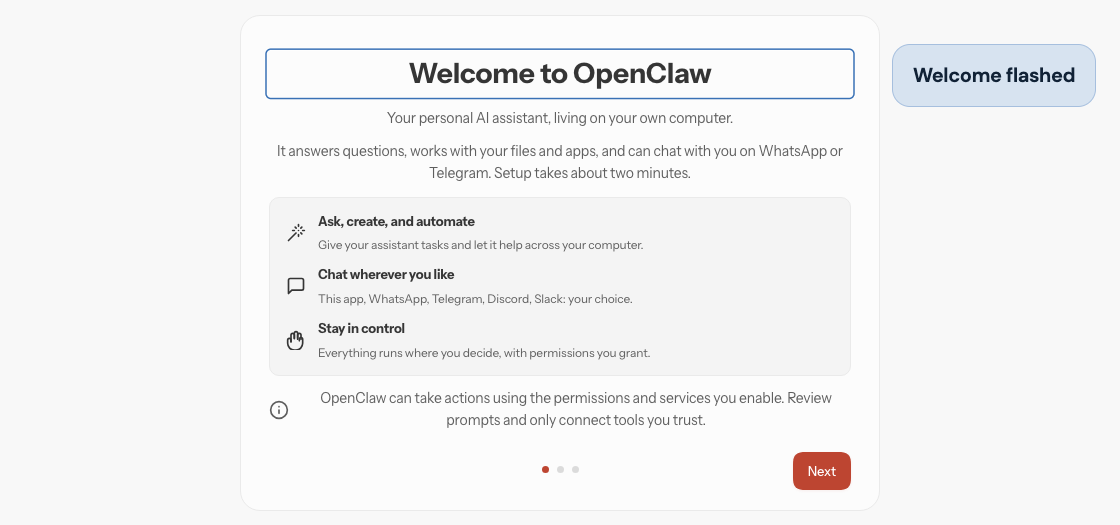 Welcome to OpenClaw
Welcome flashed
Your personal AI assistant, living on your own computer.
It answers questions, works with your files and apps, and can chat with you on WhatsApp or
Telegram. Setup takes about two minutes.
Ask, create, and automate
Give your assistant tasks and let it help across your computer.
Chat wherever you like
This app, WhatsApp, Telegram, Discord, Slack: your choice.
Stay in control
Everything runs where you decide, with permissions you grant.
OpenClaw can take actions using the permissions and services you enable. Review
prompts and only connect tools you trust.
Next